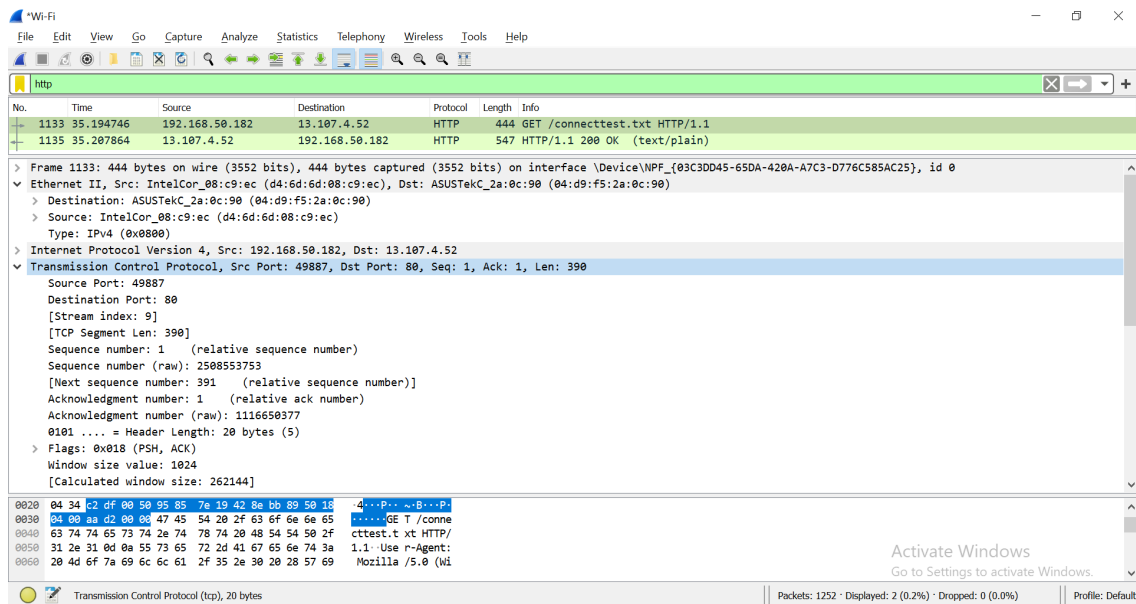 *Wi-Fi
File Edit View Go Capture Analyze Statistics Telephony Wireless Tools Help
http
No. Time Source Destination Protocol Length Info
1133 35.194746 192.168.50.182 13.107.4.52 HTTP 444 GET /connecttest.txt HTTP/1.1
1135 35.207864 13.107.4.52 192.168.50.182 HTTP 547 HTTP/1.1 200 OK (text/plain)
Frame 1133: 444 bytes on wire (3552 bits), 444 bytes captured (3552 bits) on interface \Device\NPF_{03C3DD45-65DA-420A-A7C3-D776C585AC25}, id 0
Ethernet II, Src: IntelCor_08:c9:ec (d4:6d:6d:08:c9:ec), Dst: ASUSTekC_2a:0c:90 (04:d9:f5:2a:0c:90)
Destination: ASUSTekC_2a:0c:90 (04:d9:f5:2a:0c:90)
Source: IntelCor_08:c9:ec (d4:6d:6d:08:c9:ec)
Type: IPv4 (0x0800)
Internet Protocol Version 4, Src: 192.168.50.182, Dst: 13.107.4.52
Transmission Control Protocol, Src Port: 49887, Dst Port: 80, Seq: 1, Ack: 1, Len: 390
Source Port: 49887
Destination Port: 80
[Stream index: 9]
[TCP Segment Len: 390]
Sequence number: 1 (relative sequence number)
Sequence number (raw): 2508553753
[Next sequence number: 391 (relative sequence number)]
Acknowledgment number: 1 (relative ack number)
Acknowledgment number (raw): 1116650377
0101 .... = Header Length: 20 bytes (5)
Flags: 0x018 (PSH, ACK)
Window size value: 1024
[Calculated window size: 262144]
0020 04 34 c2 df 00 50 95 85 7e 19 42 8e bb 89 50 18 ·4···P·· ~·B···P·
0030 04 00 aa d2 00 00 47 45 54 20 2f 63 6f 6e 6e 65 ······GE T /conne
0040 63 74 74 65 73 74 2e 74 78 74 20 48 54 54 50 2f cttest.t xt HTTP/
0050 31 2e 31 0d 0a 55 73 65 72 2d 41 67 65 6e 74 3a 1.1··Use r-Agent:
0060 20 4d 6f 7a 69 6c 6c 61 2f 35 2e 30 20 28 57 69 Mozilla /5.0 (Wi
Activate Windows
Go to Settings to activate Windows.
Transmission Control Protocol (tcp), 20 bytes Packets: 1252 · Displayed: 2 (0.2%) · Dropped: 0 (0.0%) Profile: Default